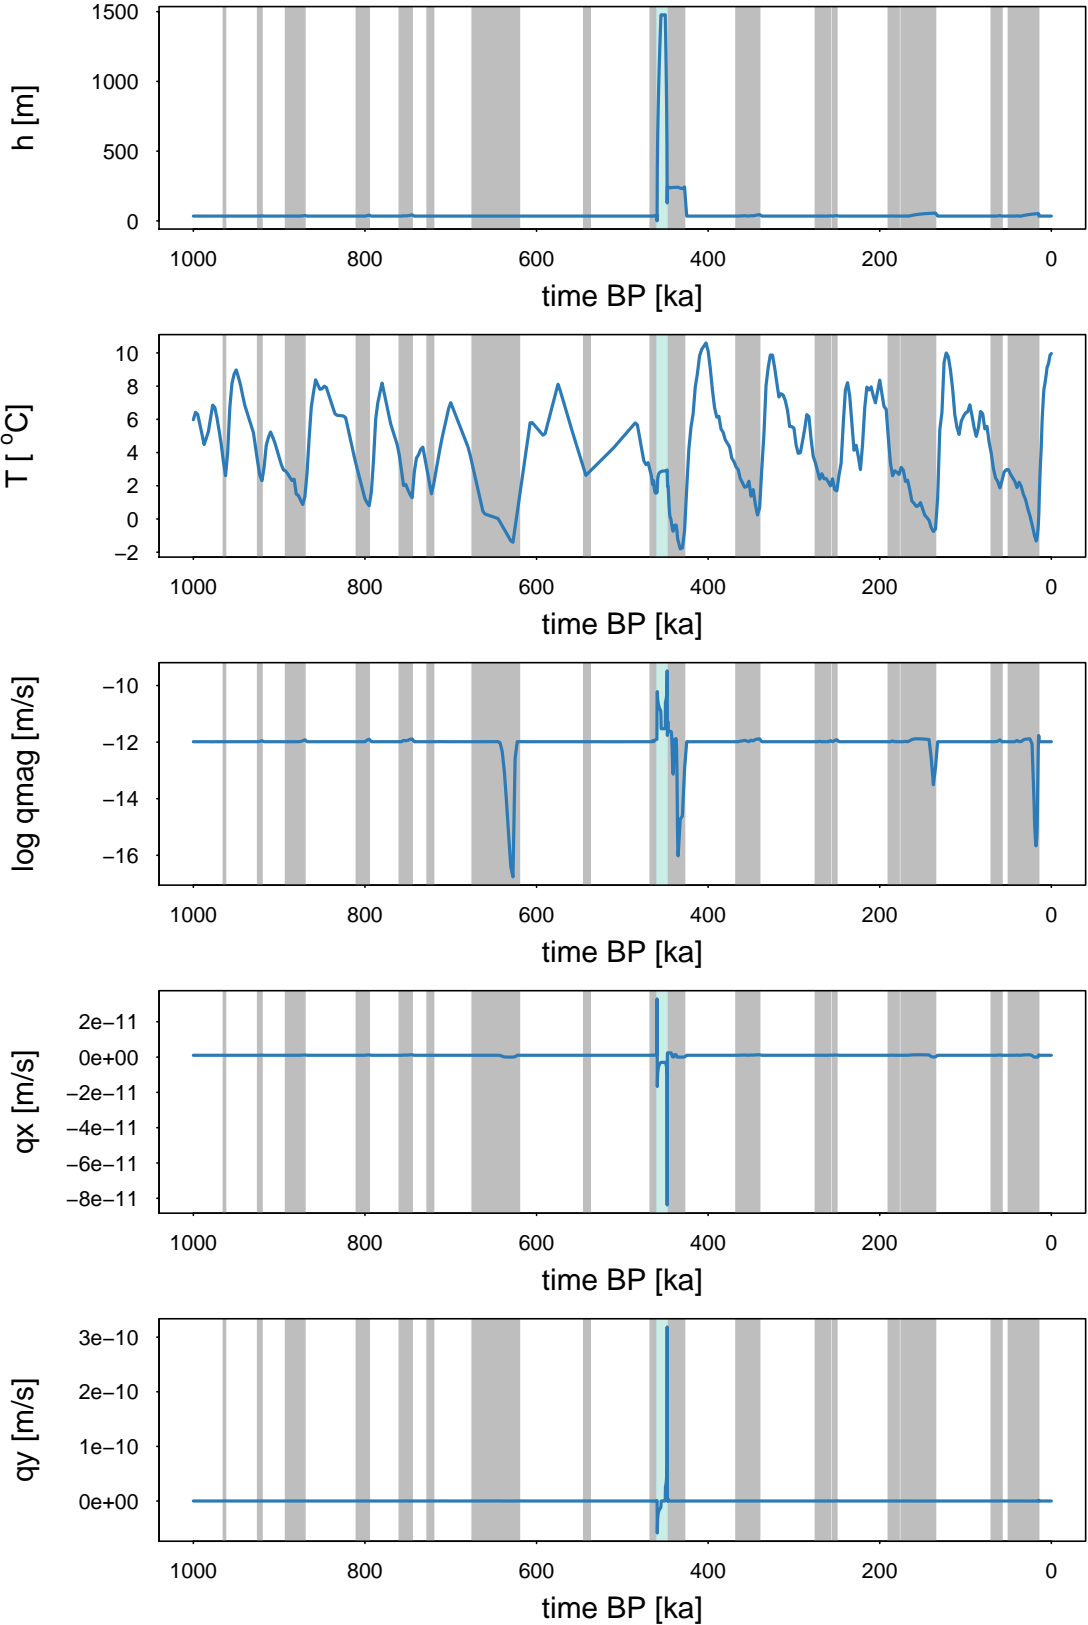 h [m]
1500
1000
500
0
1000 800 600 400 200 0
time BP [ka]
T [ °C]
10
8
6
4
2
0
−2
1000 800 600 400 200 0
time BP [ka]
log qmag [m/s]
−10
−12
−14
−16
1000 800 600 400 200 0
time BP [ka]
qx [m/s]
2e−11
0e+00
−2e−11
−4e−11
−6e−11
−8e−11
1000 800 600 400 200 0
time BP [ka]
qy [m/s]
3e−10
2e−10
1e−10
0e+00
1000 800 600 400 200 0
time BP [ka]